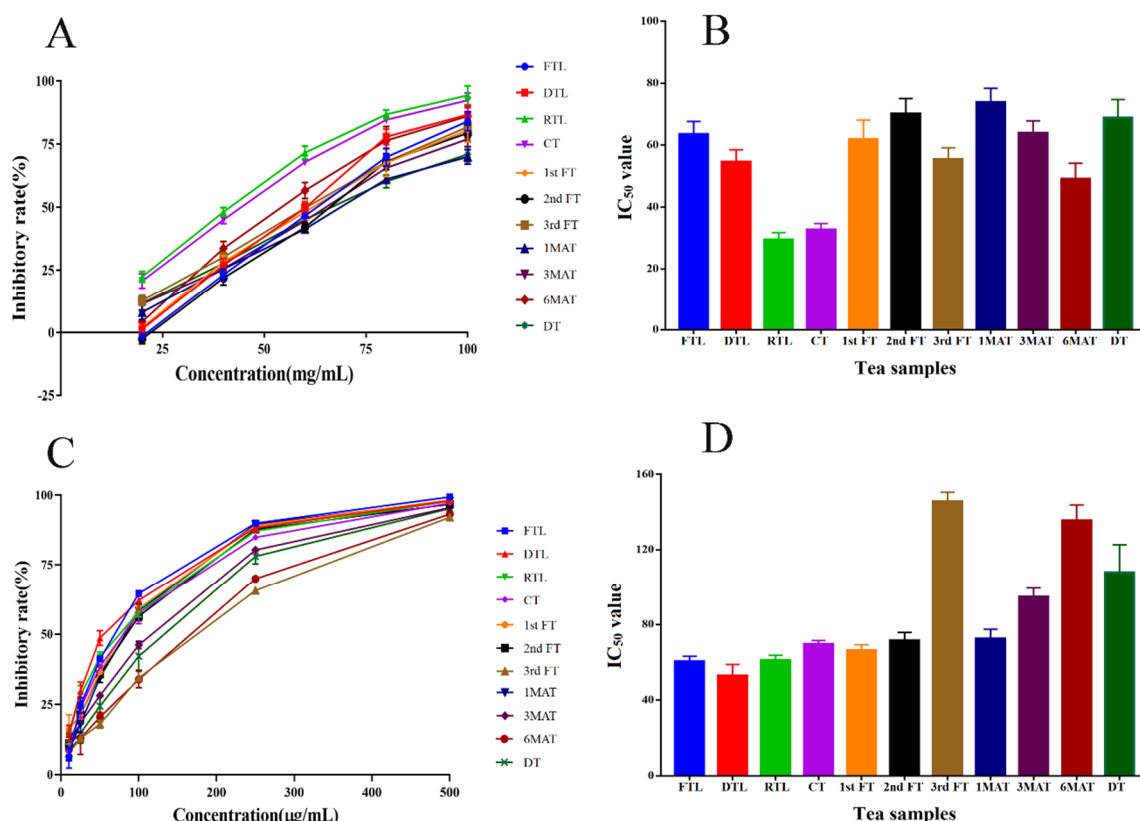 A
B
Inhibitory rate(%)
100
75
50
25
0
-25
25
50
75
100
Concentration(mg/mL)
FTL
DTL
RTL
CT
1st FT
2nd FT
3rd FT
1MAT
3MAT
6MAT
DT
IC50 value
100
80
60
40
60
0
FTL DTL RTL CT 1st FT 2nd FT 3rd FT 1MAT 3MAT 6MAT DT
Tea samples
C
D
Inhibitory rate(%)
100
75
50
25
0
0 100 200 300 400 500
Concentration(μg/mL)
FTL
DTL
RTL
CT
1st FT
2nd FT
3rd FT
1MAT
3MAT
6MAT
DT
IC50 value
160
120
60
40
0
FTL DTL RTL CT 1st FT 2nd FT 3rd FT 1MAT 3MAT 6MAT DT
Tea samples